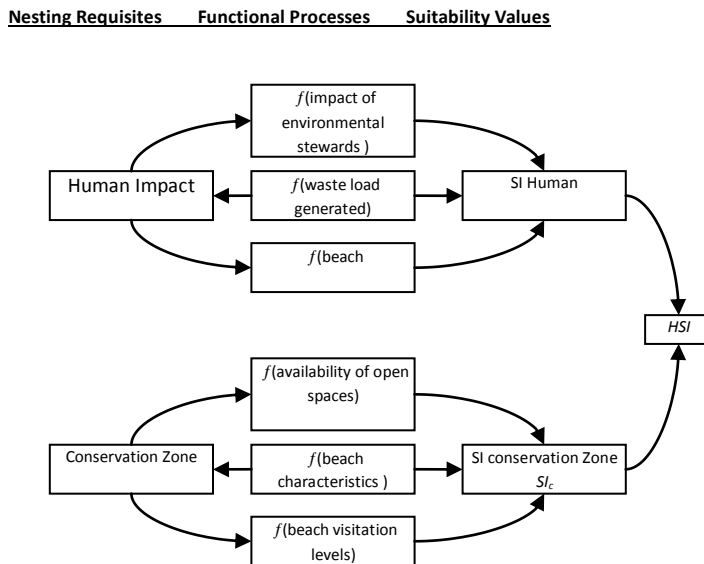 Nesting Requisites Functional Processes Suitability Values
f(impact of
environmental
stewards )
Human Impact
f(waste load
generated)
SI Human
f(beach
HSI
f(availability of open
spaces)
Conservation Zone
f(beach
characteristics )
SI conservation Zone
SIc
f(beach visitation
levels)